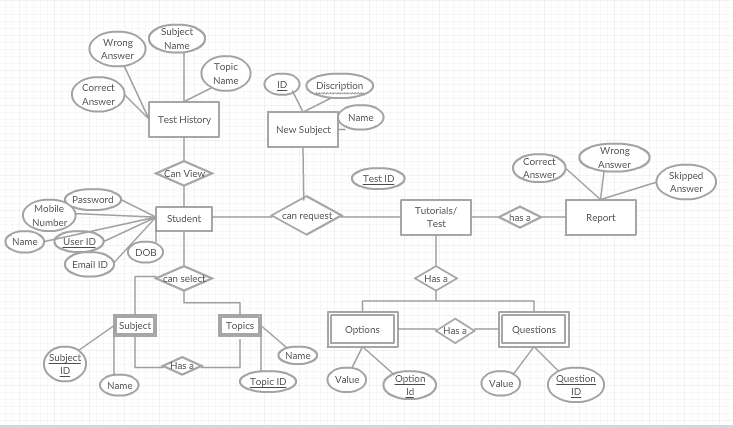 Subject
Name
Wrong
Answer
Topic
Name
Correct
Answer
ID
Discription
Test History
Name
New Subject
Can View
Test ID
Wrong
Answer
Correct
Answer
Skipped
Answer
Password
Mobile
Number
Student
can request
Tutorials/
Test
has a
Report
Name
User ID
DOB
Email ID
can select
Has a
Subject
Topics
Options
Has a
Questions
Subject
ID
Name
Has a
Name
Topic ID
Value
Option
Id
Value
Question
ID